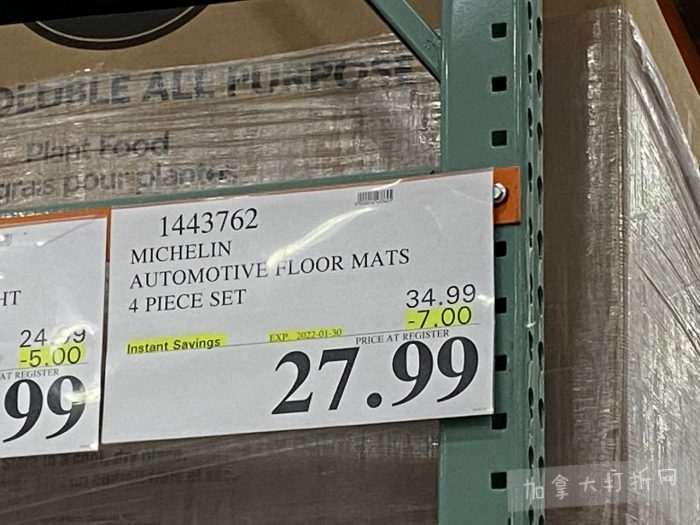 OLUBLE ALL PURPOSE
Plant Food
grais pour plantes
1443762
MICHELIN
AUTOMOTIVE FLOOR MATS
4 PIECE SET
34.99
-7.00
Instant Savings
EXP. 2022-01-30
PRICE AT REGISTER
27.99
HT
24.99
-5.00
AT REGISTER
99
加拿大打折网